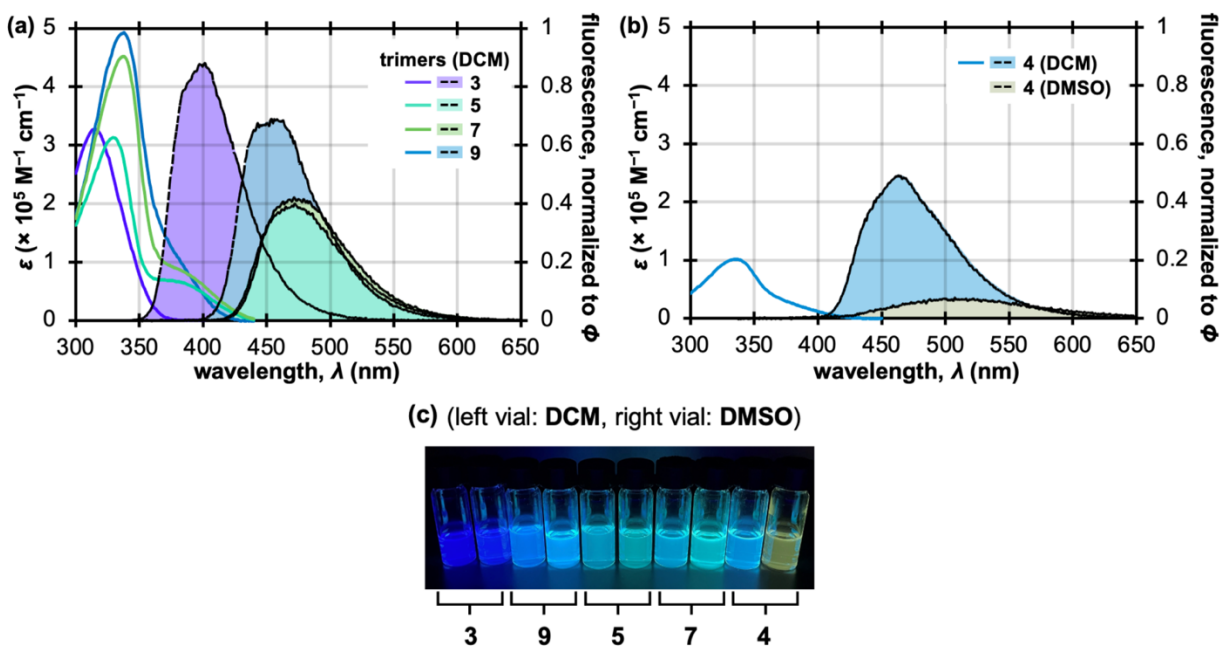 (a)
5
4
3
2
1
0
ε (× 10⁵ M⁻¹ cm⁻¹)
300 350 400 450 500 550 600 650
wavelength, λ (nm)
1
0.8
0.6
0.4
0.2
0
fluorescence, normalized to Φ
trimers (DCM)
3
5
7
9
(b)
5
4
3
2
1
0
ε (× 10⁵ M⁻¹ cm⁻¹)
300 350 400 450 500 550 600 650
wavelength, λ (nm)
1
0.8
0.6
0.4
0.2
0
fluorescence, normalized to Φ
4 (DCM)
4 (DMSO)
(c) (left vial: DCM, right vial: DMSO)
3 9 5 7 4